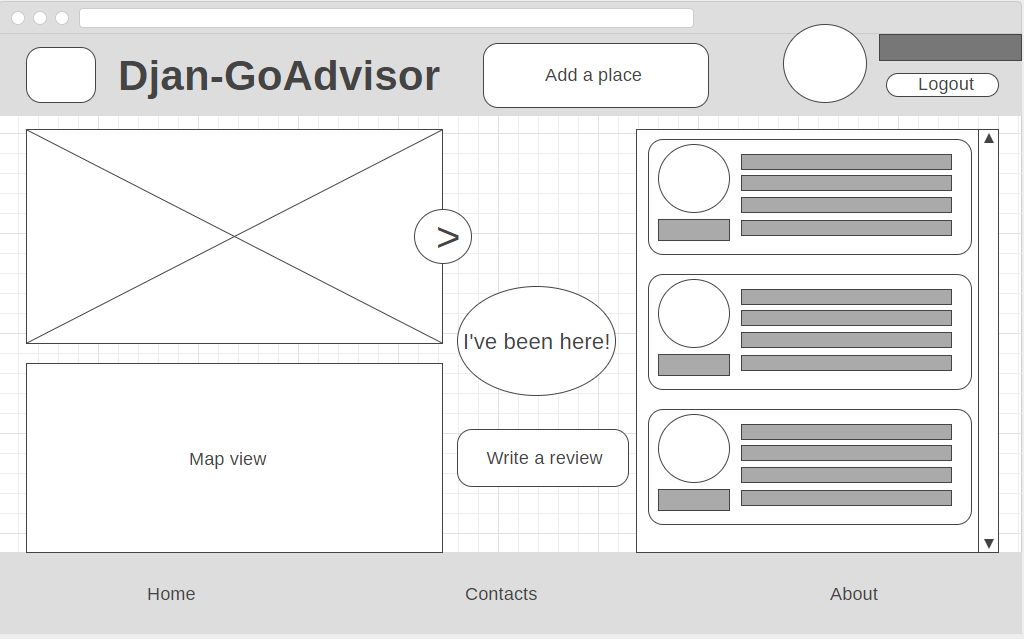 Djan-GoAdvisor
Add a place
Logout
>
I've been here!
Map view
Write a review
Home
Contacts
About